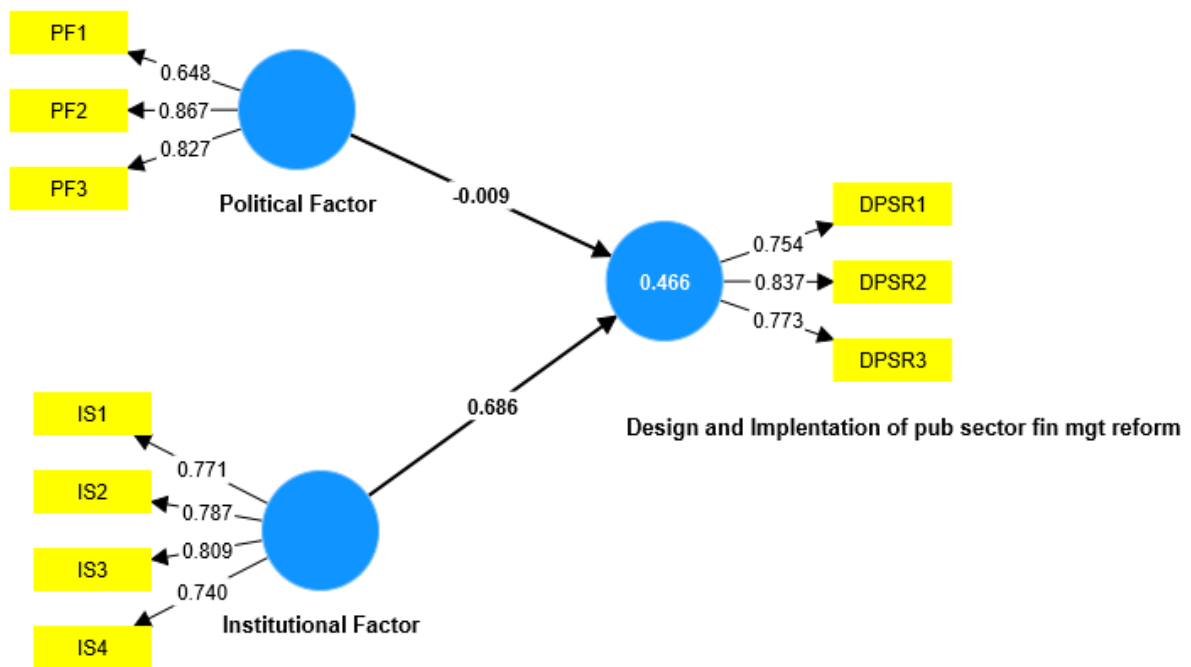 PF1
0.648
PF2
0.867
PF3
0.827
Political Factor
-0.009
DPSR1
0.754
0.466
DPSR2
0.837
DPSR3
0.773
Design and Implentation of pub sector fin mgt reform
0.686
IS1
0.771
IS2
0.787
IS3
0.809
IS4
0.740
Institutional Factor